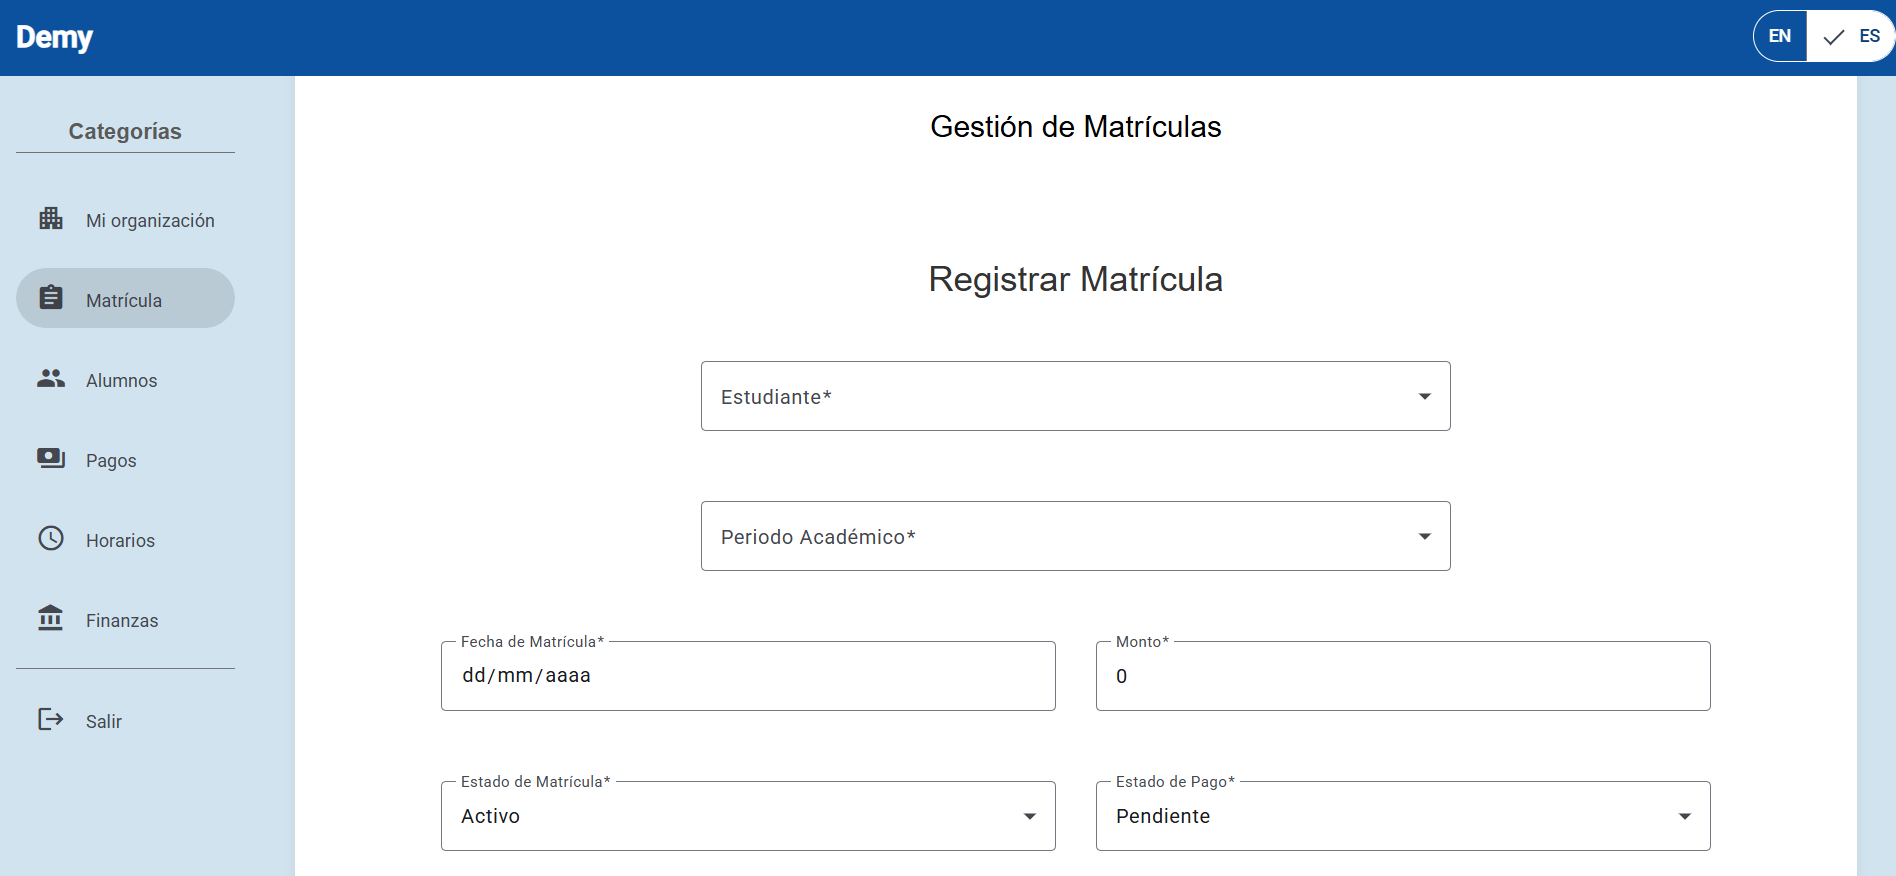 Demy
EN
ES
Categorías
Mi organización
Matrícula
Alumnos
Pagos
Horarios
Finanzas
Salir
Gestión de Matrículas
Registrar Matrícula
Estudiante*
Periodo Académico*
Fecha de Matrícula*
dd/mm/aaaa
Monto*
0
Estado de Matrícula*
Activo
Estado de Pago*
Pendiente